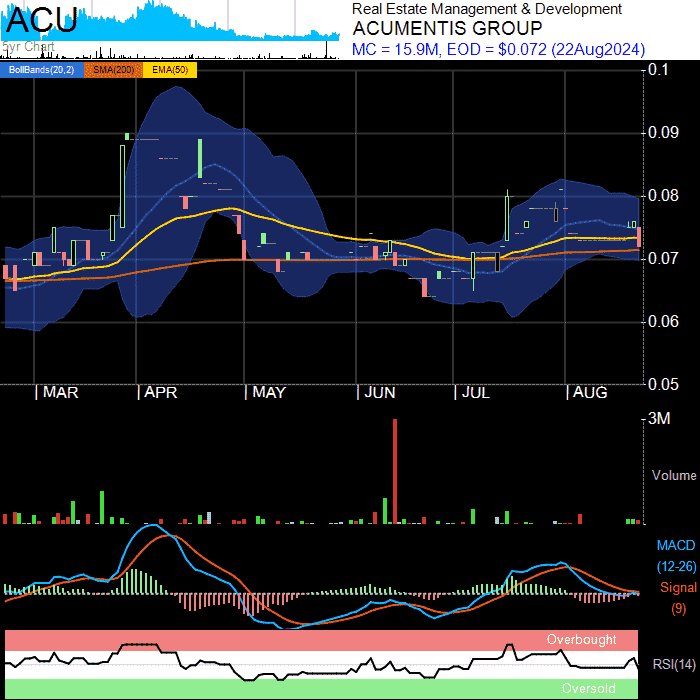 ACU
5yr Chart
Real Estate Management & Development
ACUMENTIS GROUP
MC = 15.9M, EOD = $0.072 (22Aug2024)
BollBands(20,2) SMA(200) EMA(50)
0.1
0.09
0.08
0.07
0.06
0.05
| MAR | APR | MAY | JUN | JUL | AUG
3M
Volume
MACD
(12-26)
Signal
(9)
Overbought
RSI(14)
Oversold